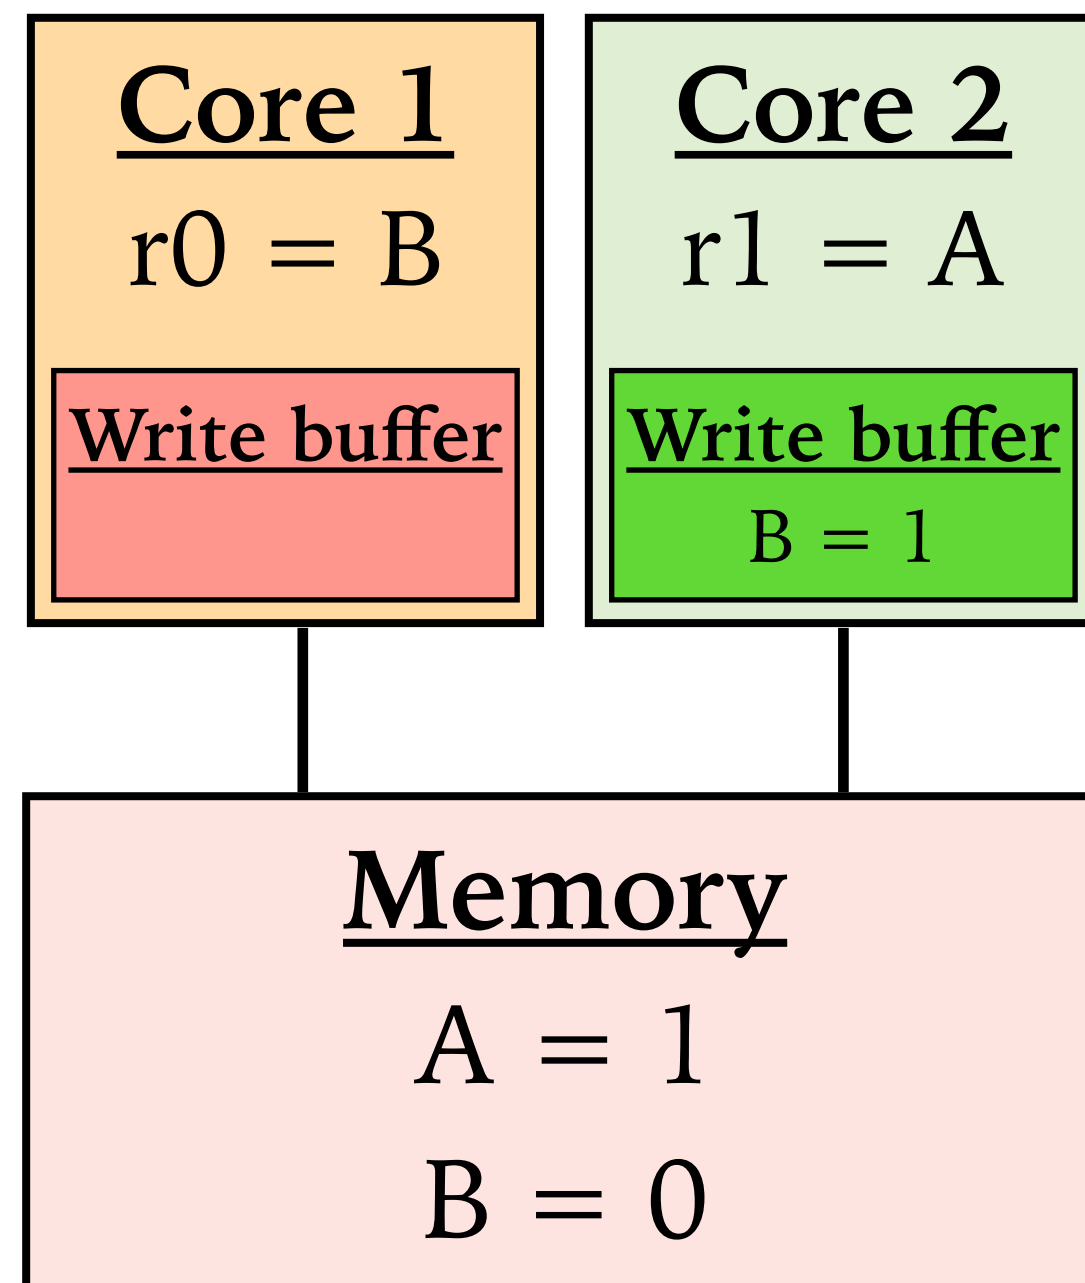 Core 1
r0 = B
Write buffer
Core 2
r1 = A
Write buffer
B = 1
Memory
A = 1
B = 0